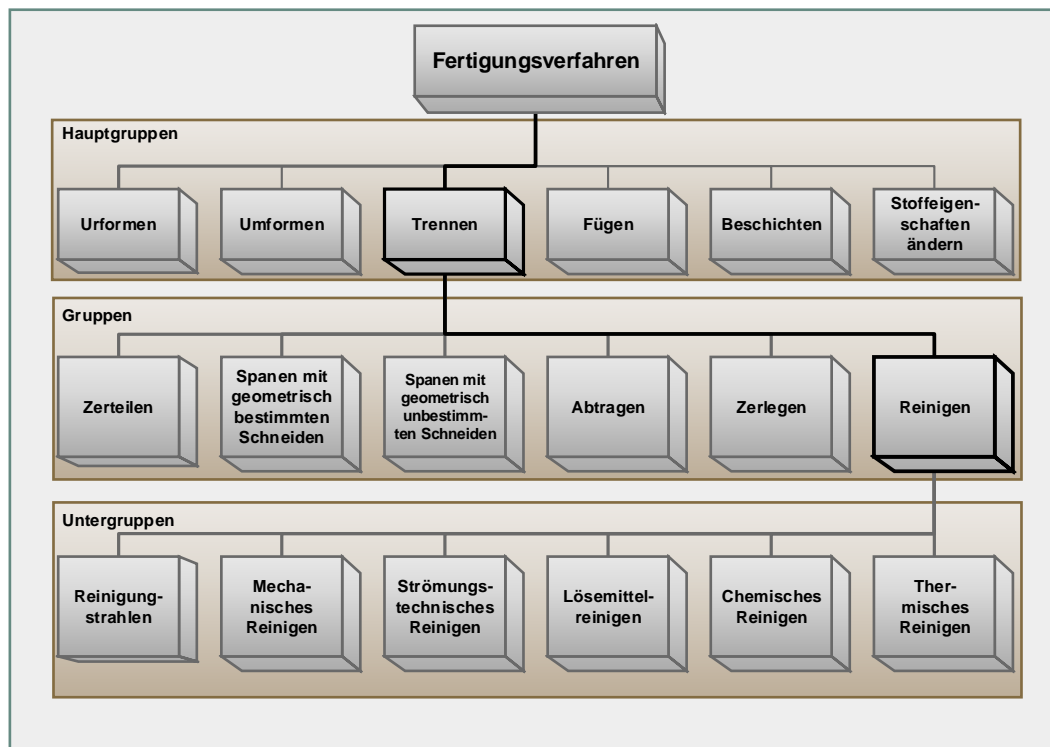 Fertigungsverfahren
Hauptgruppen
Urformen
Umformen
Trennen
Fügen
Beschichten
Stoffeigen-
schaften
ändern
Gruppen
Zerteilen
Spanen mit
geometrisch
bestimmten
Schneiden
Spanen mit
geometrisch
unbestimm-
ten Schneiden
Abtragen
Zerlegen
Reinigen
Untergruppen
Reinigung-
strahlen
Mecha-
nisches
Reinigen
Strömungs-
technisches
Reinigen
Lösemittel-
reinigen
Chemisches
Reinigen
Ther-
misches
Reinigen